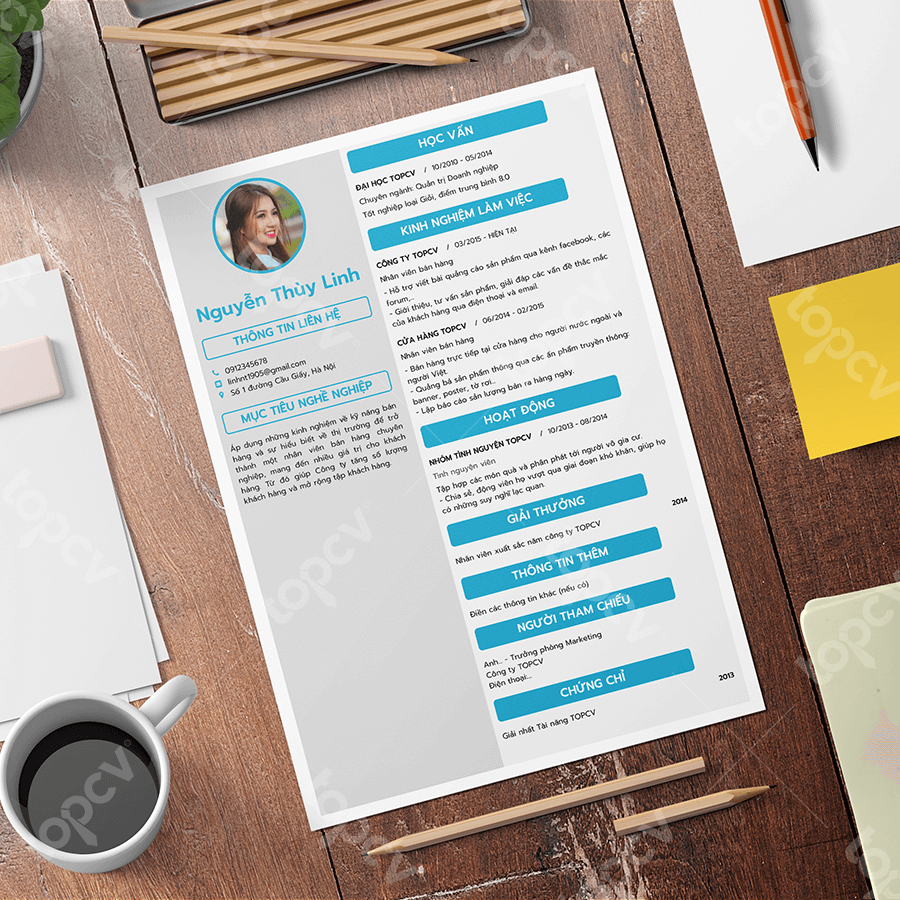 Nguyễn Thùy Linh
THÔNG TIN LIÊN HỆ
0912345678
linhnt1905@gmail.com
Số 1 đường Cầu Giấy, Hà Nội
MỤC TIÊU NGHỀ NGHIỆP
Áp dụng những kinh nghiệm về kỹ năng bán
hàng và sự hiểu biết về thị trường để trở
thành một nhân viên bán hàng chuyên
nghiệp, mang đến nhiều giá trị cho khách
hàng. Từ đó giúp Công ty tăng số lượng
khách hàng và mở rộng tập khách hàng.
HỌC VẤN
ĐẠI HỌC TOPCV / 10/2010 - 05/2014
Chuyên ngành: Quản trị Doanh nghiệp
Tốt nghiệp loại Giỏi, điểm trung bình 8.0
KINH NGHIỆM LÀM VIỆC
CÔNG TY TOPCV / 03/2015 - HIỆN TẠI
Nhân viên bán hàng
- Hỗ trợ viết bài quảng cáo sản phẩm qua kênh facebook, các
forum,..
- Giới thiệu, tư vấn sản phẩm, giải đáp các vấn đề thắc mắc
của khách hàng qua điện thoại và email.
CỬA HÀNG TOPCV / 06/2014 - 02/2015
Nhân viên bán hàng
- Bán hàng trực tiếp tại cửa hàng cho người nước ngoài và
người Việt.
- Quảng bá sản phẩm thông qua các ấn phẩm truyền thông:
banner, poster, tờ rơi...
- Lập báo cáo sản lượng bán ra hàng ngày.
HOẠT ĐỘNG
NHÓM TÌNH NGUYỆN TOPCV / 10/2013 - 08/2014
Tình nguyện viên
Tập hợp các món quà và phân phát tới người vô gia cư.
- Chia sẻ, động viên họ vượt qua giai đoạn khó khăn, giúp họ
có những suy nghĩ lạc quan.
GIẢI THƯỞNG
2014
Nhân viên xuất sắc năm công ty TOPCV
THÔNG TIN THÊM
Điền các thông tin khác (nếu có)
NGƯỜI THAM CHIẾU
Anh.. - Trưởng phòng Marketing
Công ty TOPCV
Điện thoại:..
CHỨNG CHỈ
2013
Giải nhất Tài năng TOPCV